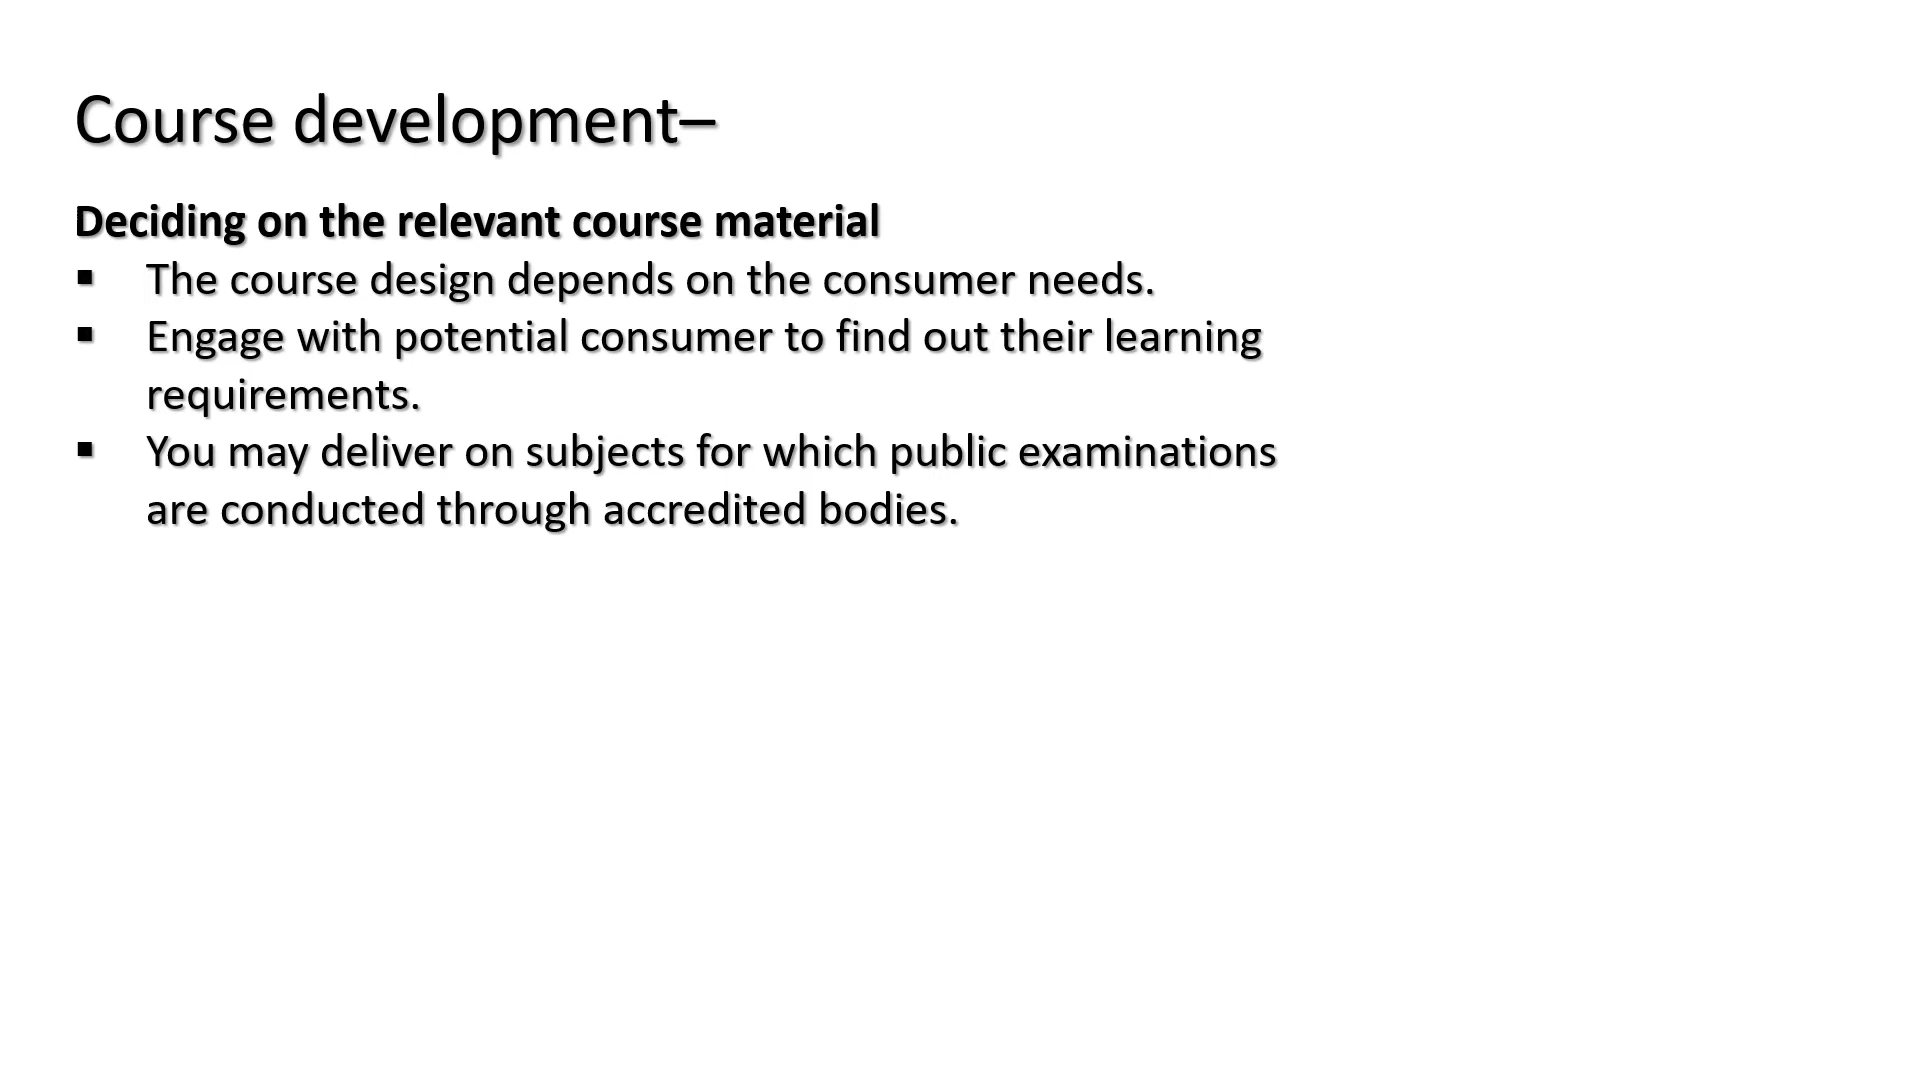 Course development–
Deciding on the relevant course material
▪ The course design depends on the consumer needs.
▪ Engage with potential consumer to find out their learning
requirements.
▪ You may deliver on subjects for which public examinations
are conducted through accredited bodies.